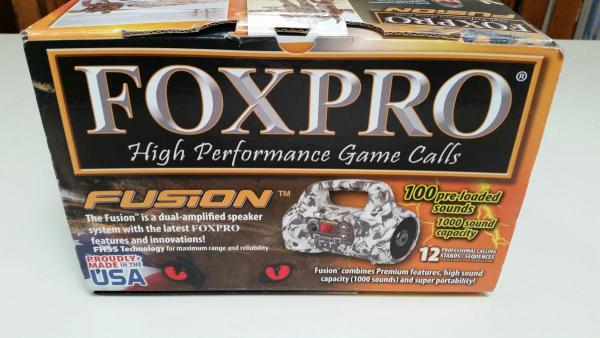 FUSION
FOXPRO®
High Performance Game Calls
FUSION™
The Fusion™ is a dual-amplified speaker
system with the latest FOXPRO
features and innovations!
FHSS Technology for maximum range and reliability
PROUDLY
MADE IN THE
USA
100 pre-loaded
sounds
1000 sound
capacity
12 PROFESSIONAL CALLING
STANDS / SEQUENCES
Fusion™ combines Premium features, high sound
capacity (1000 sounds) and super portability!